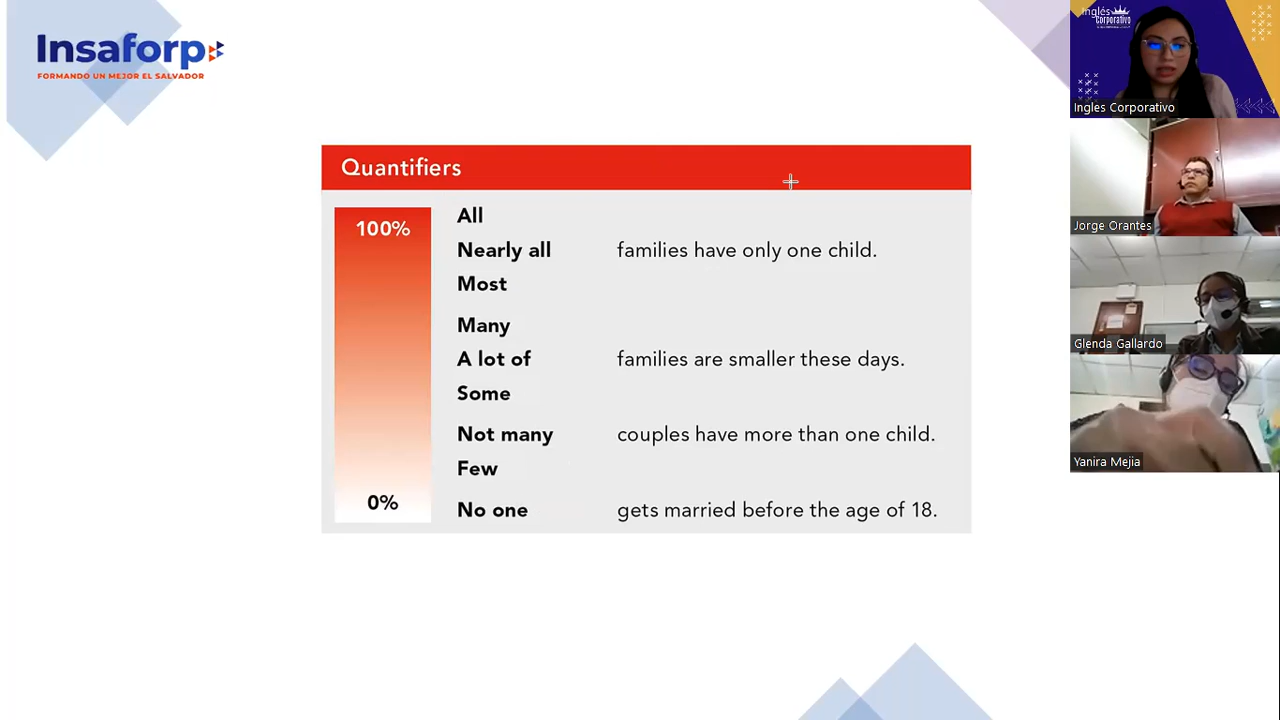 Insaforp
FORMANDO UN MEJOR EL SALVADOR
Quantifiers
100%
All
Nearly all families have only one child.
Most
Many
A lot of families are smaller these days.
Some
Not many couples have more than one child.
Few
0%
No one gets married before the age of 18.
Inglés
Corporativo
Ingles Corporativo
Jorge Orantes
Glenda Gallardo
Yanira Mejia